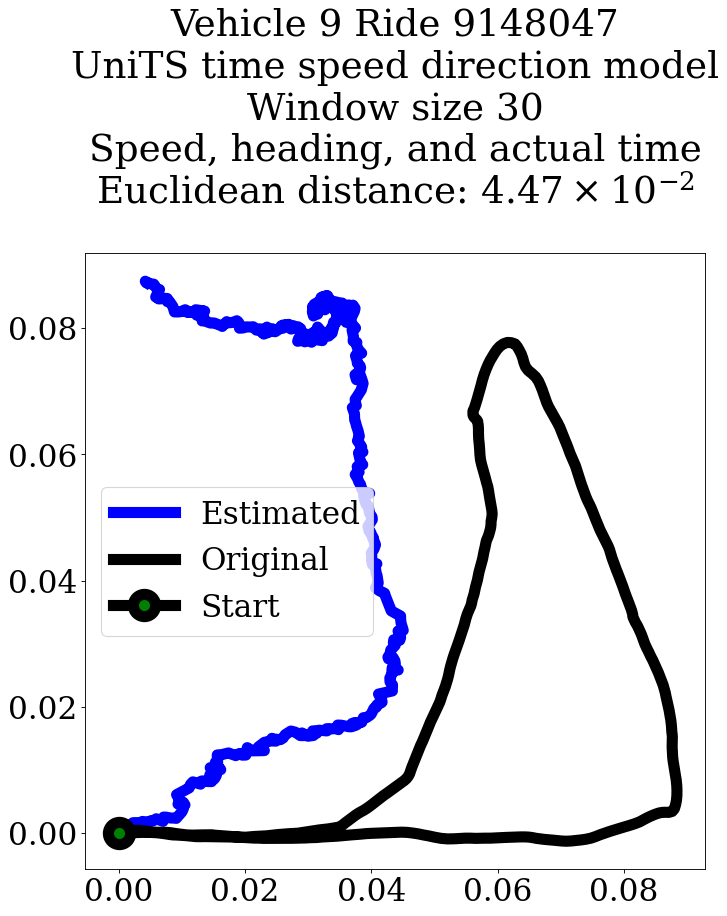 Vehicle 9 Ride 9148047
UniTS time speed direction model
Window size 30
Speed, heading, and actual time
Euclidean distance: 4.47 × 10⁻²
0.08
0.06
0.04
0.02
0.00
Estimated
Original
Start
0.00 0.02 0.04 0.06 0.08